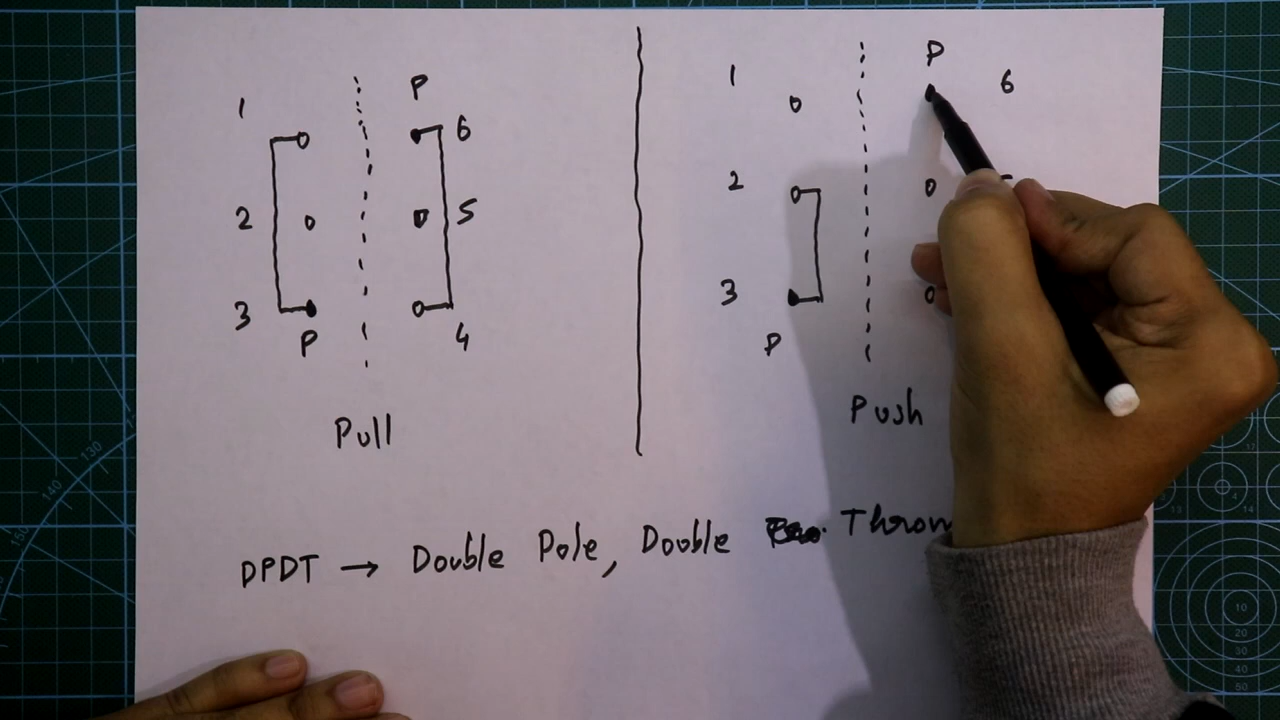 P
1 P 6
1 6
2 2 5
3 3
P 4 P
Pull Push
DPDT → Double Pole, Double Throw